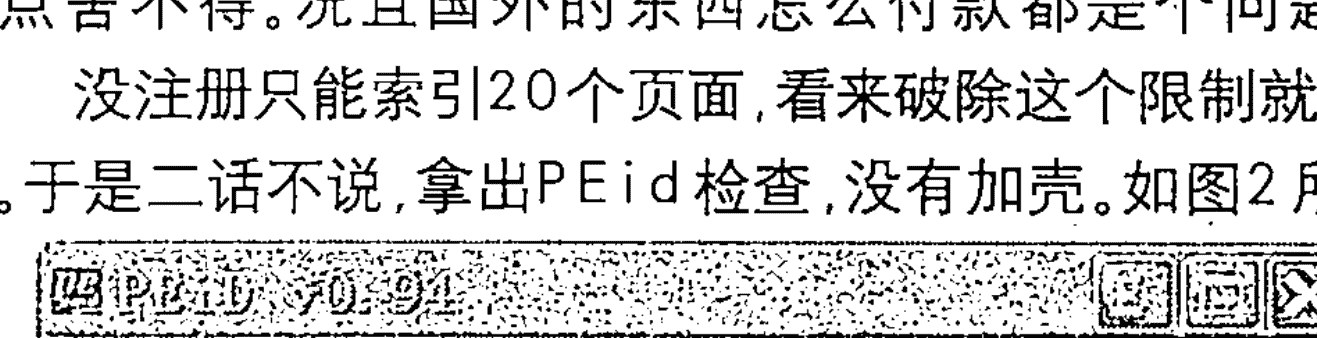 点舍不得。况且国外的东西怎么付款都是个问题
没注册只能索引20个页面,看来破除这个限制就
。于是二话不说,拿出PEid检查,没有加壳。如图2所
PEiD v0.94